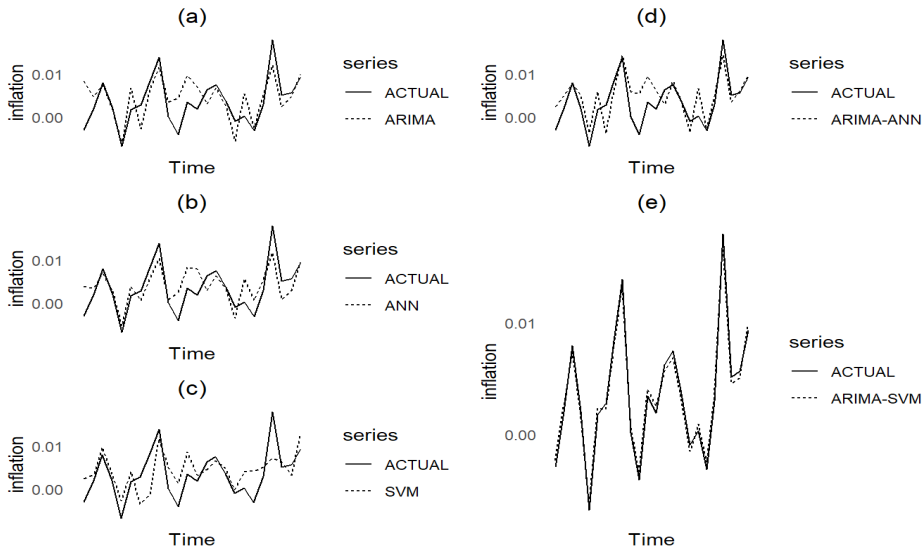 (a)
inflation
0.01
0.00
Time
series
ACTUAL
ARIMA
(b)
inflation
0.01
0.00
Time
series
ACTUAL
ANN
(c)
inflation
0.01
0.00
Time
series
ACTUAL
SVM
(d)
inflation
0.01
0.00
Time
series
ACTUAL
ARIMA-ANN
(e)
inflation
0.01
0.00
Time
series
ACTUAL
ARIMA-SVM